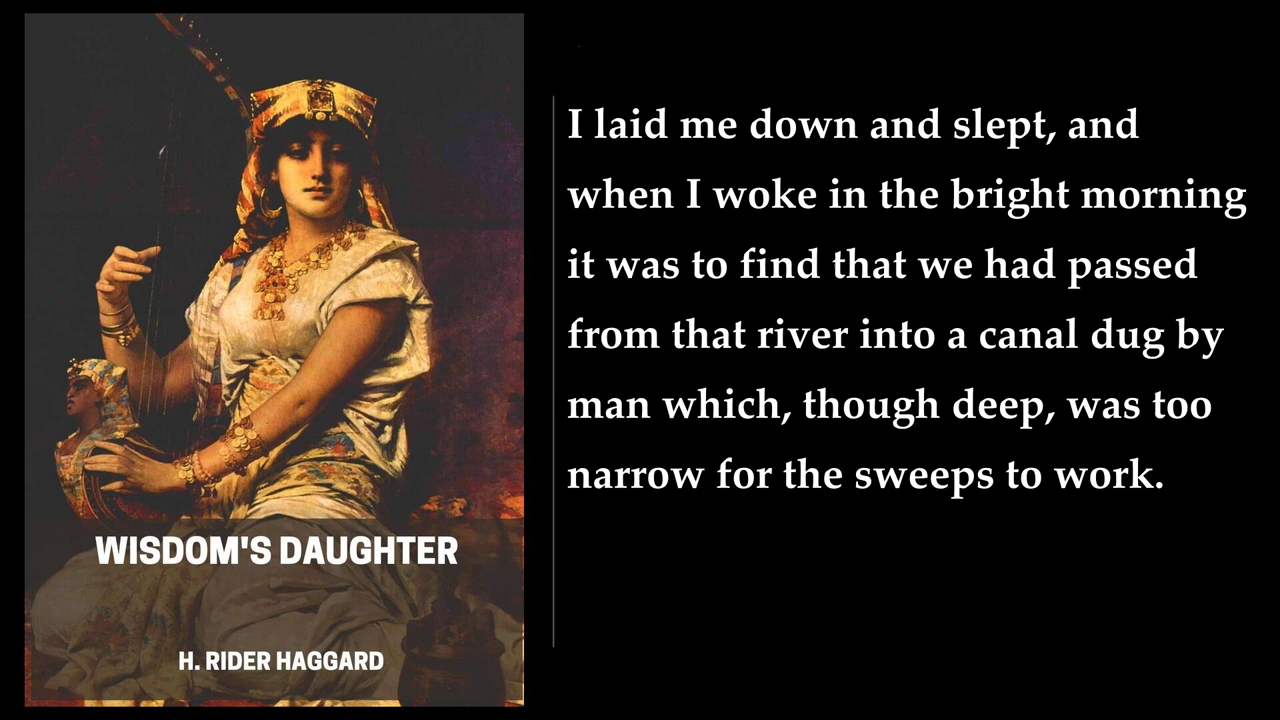 WISDOM'S DAUGHTER
H. RIDER HAGGARD
I laid me down and slept, and
when I woke in the bright morning
it was to find that we had passed
from that river into a canal dug by
man which, though deep, was too
narrow for the sweeps to work.